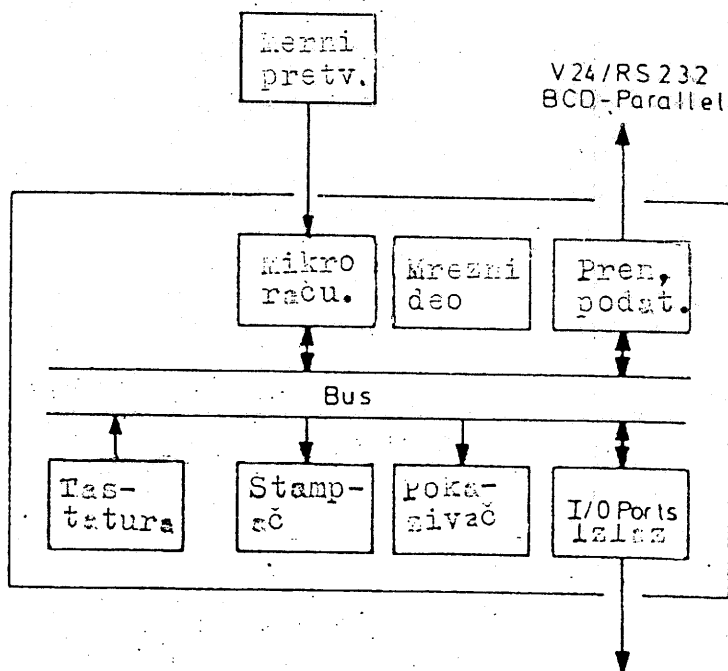 Merni
pretv.
V24/RS232
BCD-Parallel
Mikro
raču.
Mrezni
deo
Pren,
podat.
Bus
Tas-
tatura
Stamp-
ač
Poka-
zivač
I/O Ports
Izlaz